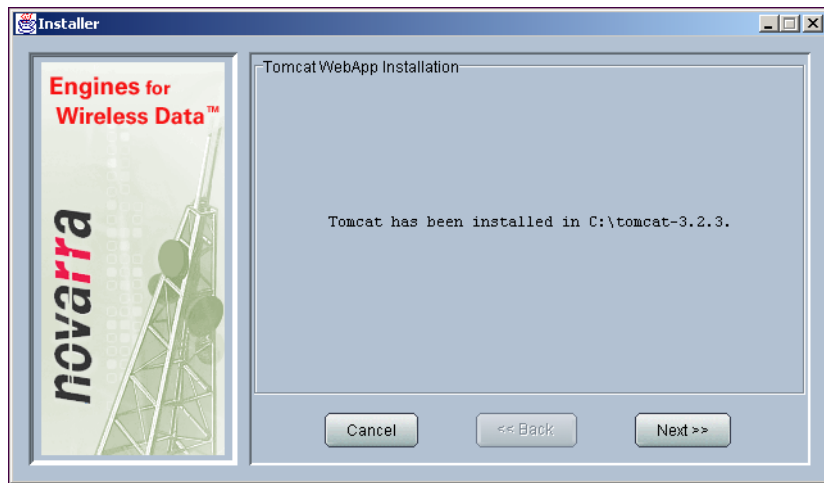 Installer
Engines for
Wireless Data™
novarra
Tomcat WebApp Installation
Tomcat has been installed in C:\tomcat-3.2.3.
Cancel
<< Back
Next >>